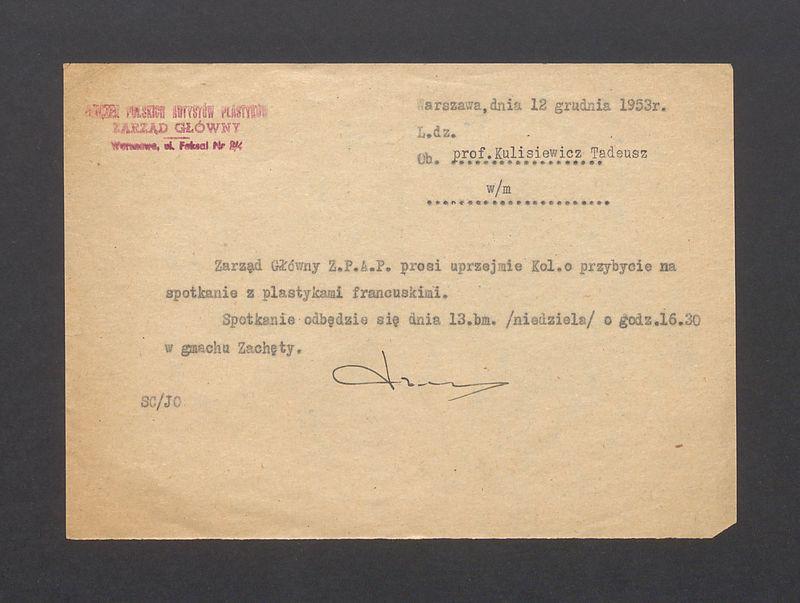 ZWIĄZEK POLSKICH ARTYSTÓW PLASTYKÓW
ZARZĄD GŁÓWNY
Warszawa, ul. Foksal Nr 2/4
Warszawa,dnia 12 grudnia 1953r.
L.dz.
Ob. prof.Kulisiewicz Tadeusz
w/m
Zarząd Główny Z.P.A.P. prosi uprzejmie Kol.o przybycie na
spotkanie z plastykami francuskimi.
Spotkanie odbędzie się dnia 13.bm. /niedziela/ o godz.16.30
w gmachu Zachęty.
SC/JO